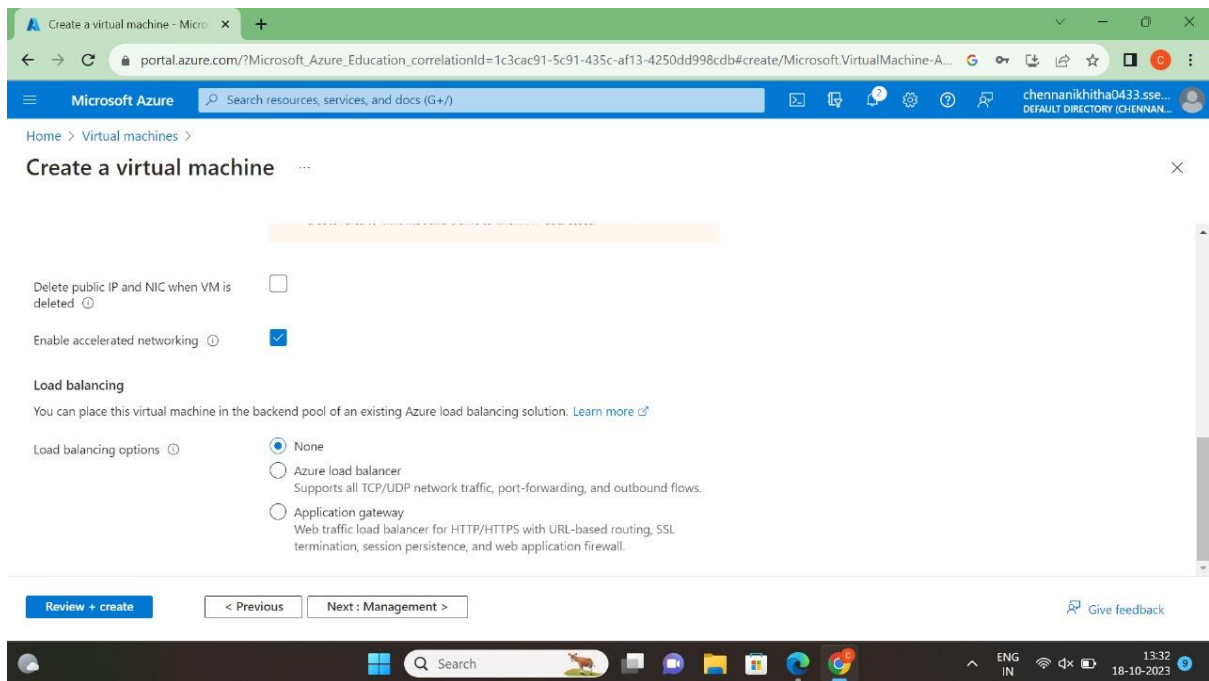 Create a virtual machine - Micro
portal.azure.com/?Microsoft_Azure_Education_correlationId=1c3cac91-5c91-435c-af13-4250dd998cdb#create/Microsoft.VirtualMachine-A...
Microsoft Azure
Search resources, services, and docs (G+/)
2
chennanikhitha0433.sse...
DEFAULT DIRECTORY (CHENNAN...
C
Home > Virtual machines >
Create a virtual machine ...
Delete public IP and NIC when VM is
deleted
Enable accelerated networking
Load balancing
You can place this virtual machine in the backend pool of an existing Azure load balancing solution. Learn more
Load balancing options
None
Azure load balancer
Supports all TCP/UDP network traffic, port-forwarding, and outbound flows.
Application gateway
Web traffic load balancer for HTTP/HTTPS with URL-based routing, SSL
termination, session persistence, and web application firewall.
Review + create
< Previous
Next : Management >
Give feedback
Search
ENG
IN
13:32
18-10-2023
9